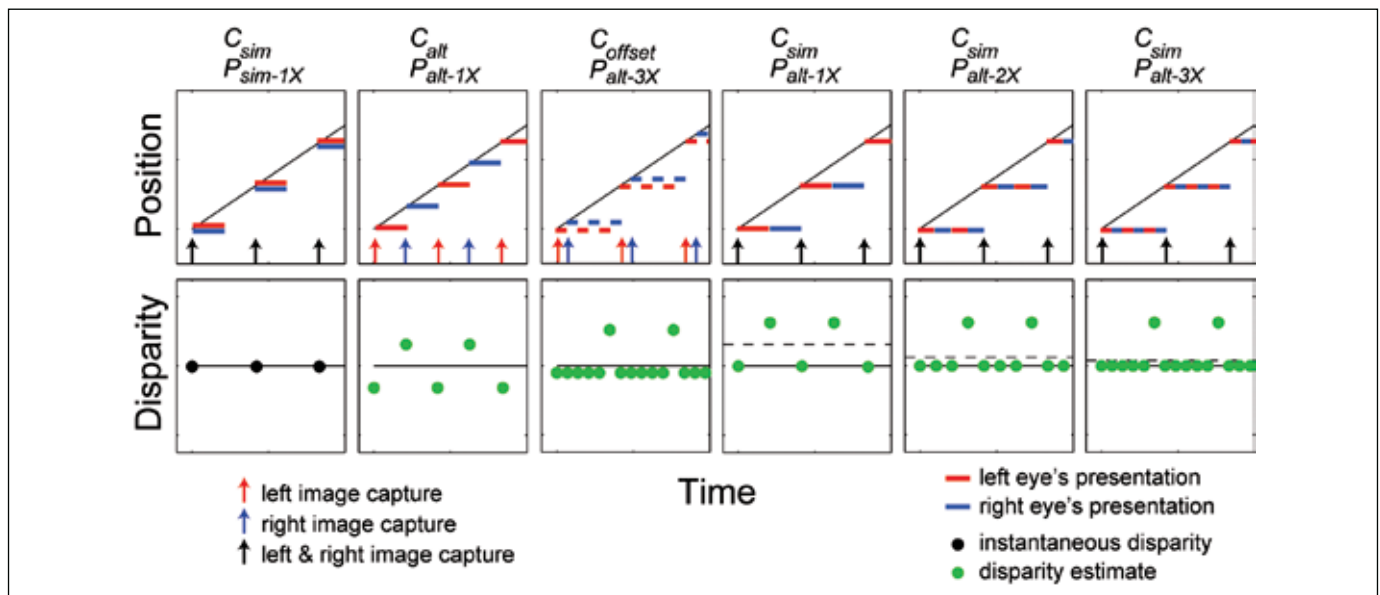 C_sim C_alt C_offset C_sim C_sim C_sim
P_sim-1X P_alt-1X P_alt-3X P_alt-1X P_alt-2X P_alt-3X
Position
Disparity
Time
left image capture
right image capture
left & right image capture
left eye's presentation
right eye's presentation
instantaneous disparity
disparity estimate